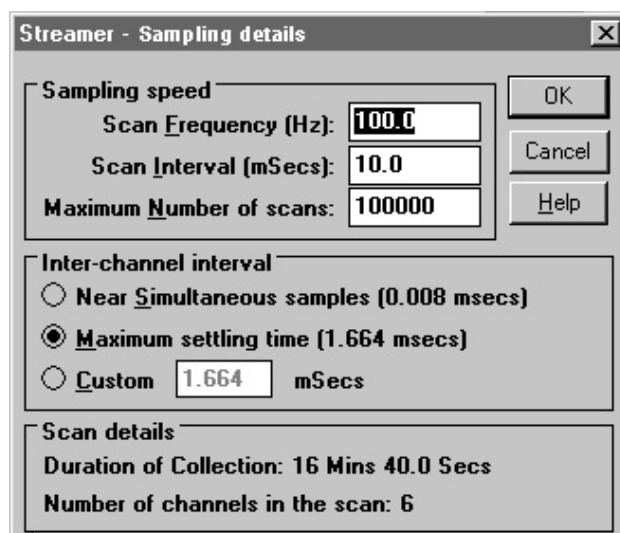 Streamer - Sampling details
Sampling speed
Scan Frequency (Hz): 100.0
OK
Scan Interval (mSecs): 10.0
Cancel
Maximum Number of scans: 100000
Help
Inter-channel interval
Near Simultaneous samples (0.008 msecs)
Maximum settling time (1.664 msecs)
Custom 1.664 mSecs
Scan details
Duration of Collection: 16 Mins 40.0 Secs
Number of channels in the scan: 6